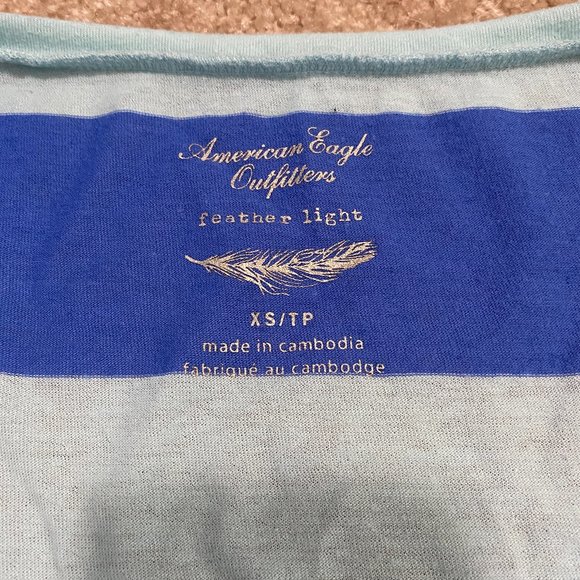 American Eagle
Outfitters
feather light
XS/TP
made in cambodia
fabriqué au cambodge